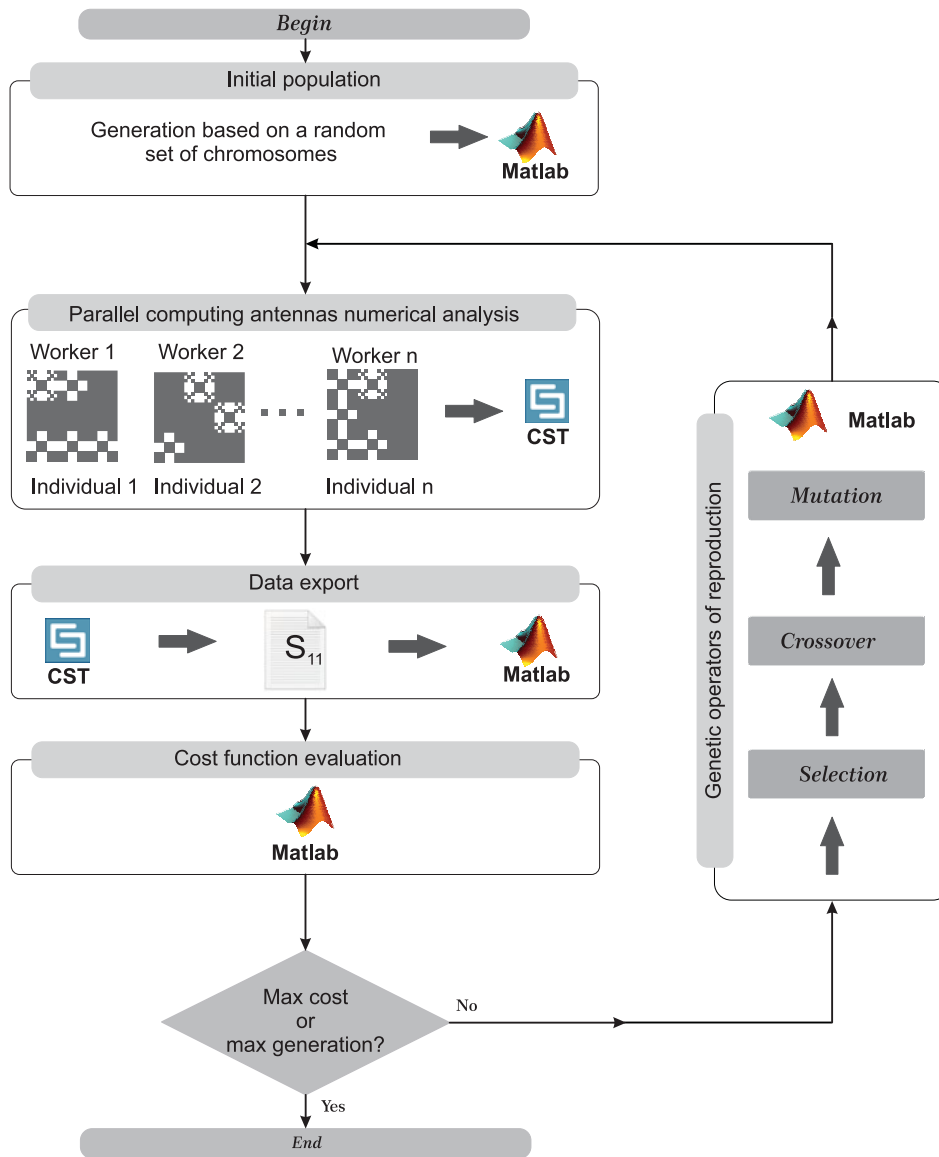 Begin
Initial population
Generation based on a random
set of chromosomes
Matlab
Parallel computing antennas numerical analysis
Worker 1
Worker 2
Worker n
CST
Individual 1
Individual 2
Individual n
Data export
CST
S11
Matlab
Cost function evaluation
Matlab
Max cost
or
max generation?
No
Yes
End
Genetic operators of reproduction
Matlab
Mutation
Crossover
Selection